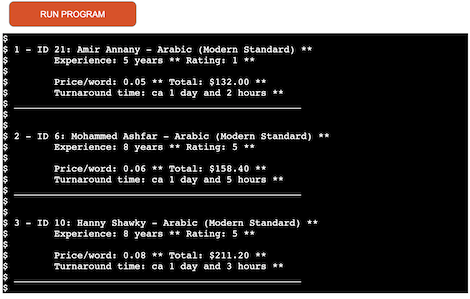 RUN PROGRAM
$
$ 1 - ID 21: Amir Annany - Arabic (Modern Standard) **
$ Experience: 5 years ** Rating: 1 **
$
$ Price/word: 0.05 ** Total: $132.00 **
$ Turnaround time: ca 1 day and 2 hours **
$ ________________________________________________
$
$
$ 2 - ID 6: Mohammed Ashfar - Arabic (Modern Standard) **
$ Experience: 8 years ** Rating: 5 **
$
$ Price/word: 0.06 ** Total: $158.40 **
$ Turnaround time: ca 1 day and 5 hours **
$ ________________________________________________
$
$
$ 3 - ID 10: Hanny Shawky - Arabic (Modern Standard) **
$ Experience: 8 years ** Rating: 5 **
$
$ Price/word: 0.08 ** Total: $211.20 **
$ Turnaround time: ca 1 day and 3 hours **
$ ________________________________________________
$